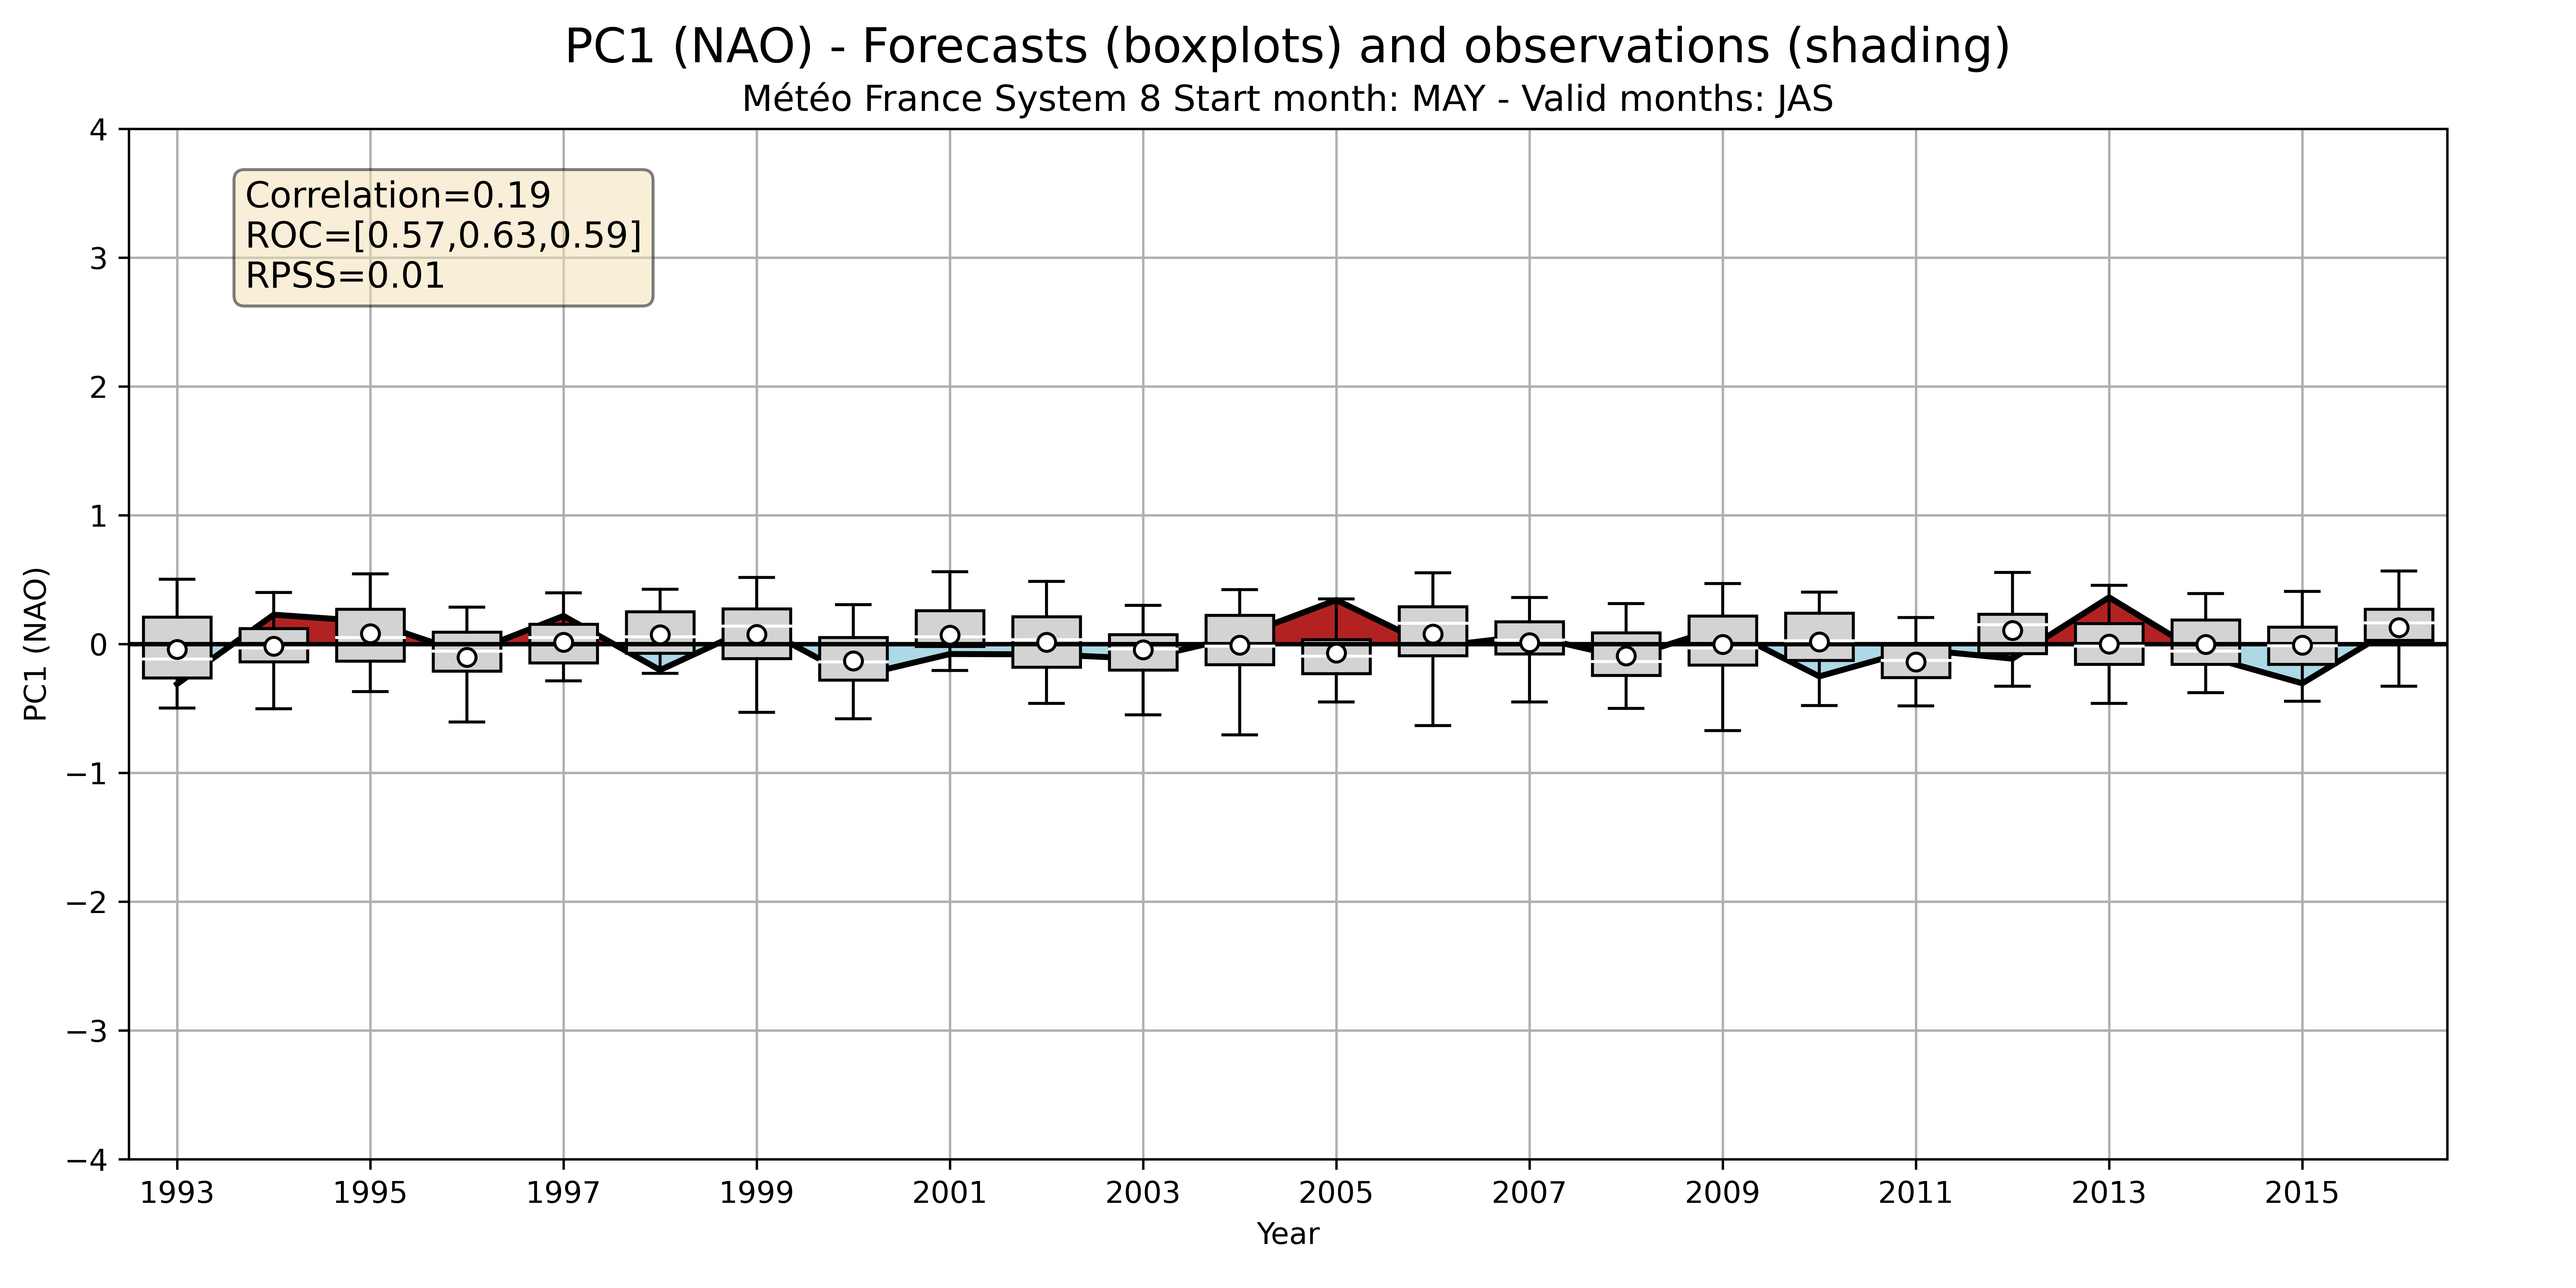 PC1 (NAO) - Forecasts (boxplots) and observations (shading)
Météo France System 8 Start month: MAY - Valid months: JAS
Correlation=0.19
ROC=[0.57,0.63,0.59]
RPSS=0.01
4
3
2
1
0
−1
−2
−3
−4
PC1 (NAO)
1993 1995 1997 1999 2001 2003 2005 2007 2009 2011 2013 2015
Year